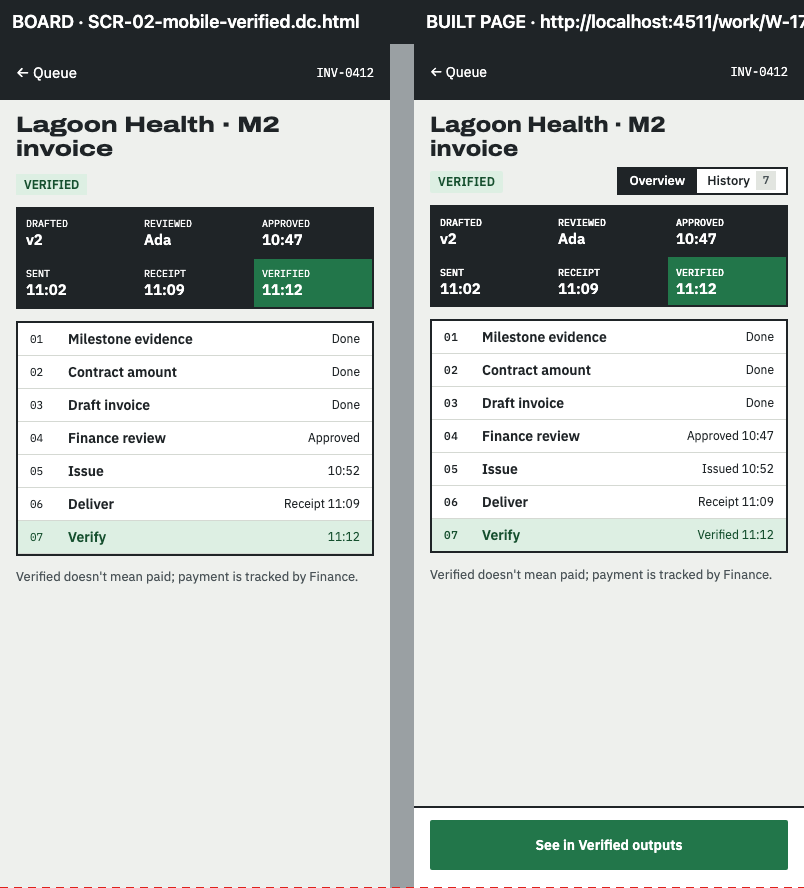 BOARD · SCR-02-mobile-verified.dc.html
← Queue INV-0412
Lagoon Health · M2
invoice
VERIFIED
DRAFTED REVIEWED APPROVED
v2 Ada 10:47
SENT RECEIPT VERIFIED
11:02 11:09 11:12
01 Milestone evidence Done
02 Contract amount Done
03 Draft invoice Done
04 Finance review Approved
05 Issue 10:52
06 Deliver Receipt 11:09
07 Verify 11:12
Verified doesn't mean paid; payment is tracked by Finance.
BUILT PAGE · http://localhost:4511/work/W-17
← Queue INV-0412
Lagoon Health · M2
invoice
VERIFIED Overview History 7
DRAFTED REVIEWED APPROVED
v2 Ada 10:47
SENT RECEIPT VERIFIED
11:02 11:09 11:12
01 Milestone evidence Done
02 Contract amount Done
03 Draft invoice Done
04 Finance review Approved 10:47
05 Issue Issued 10:52
06 Deliver Receipt 11:09
07 Verify Verified 11:12
Verified doesn't mean paid; payment is tracked by Finance.
See in Verified outputs